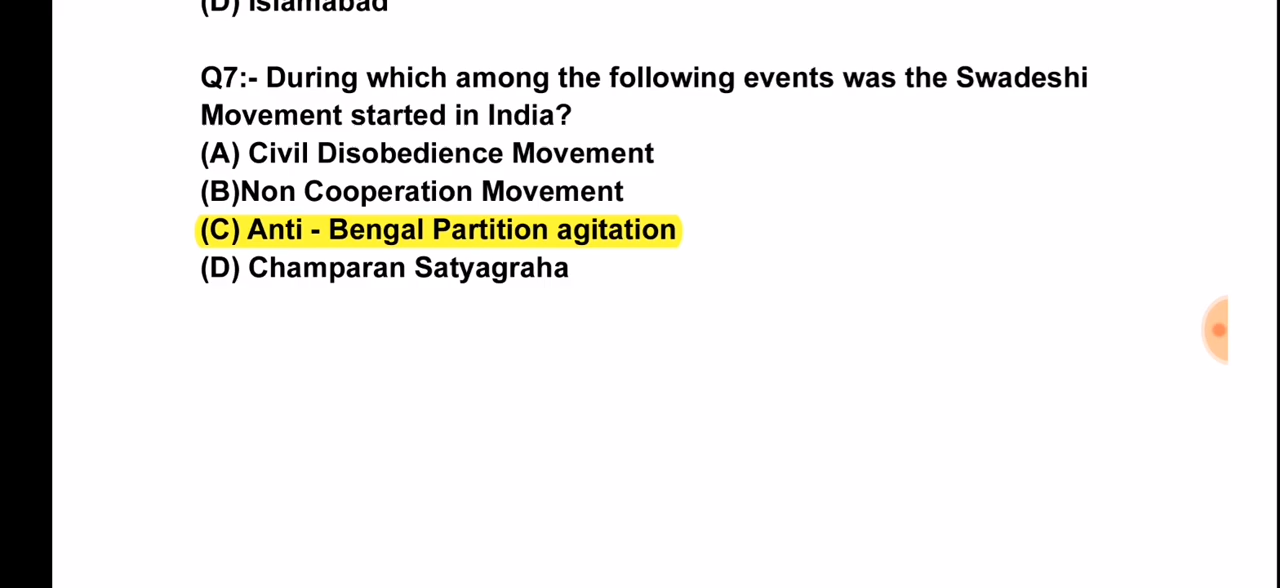 (D) Islamabad
Q7:- During which among the following events was the Swadeshi
Movement started in India?
(A) Civil Disobedience Movement
(B)Non Cooperation Movement
(C) Anti - Bengal Partition agitation
(D) Champaran Satyagraha